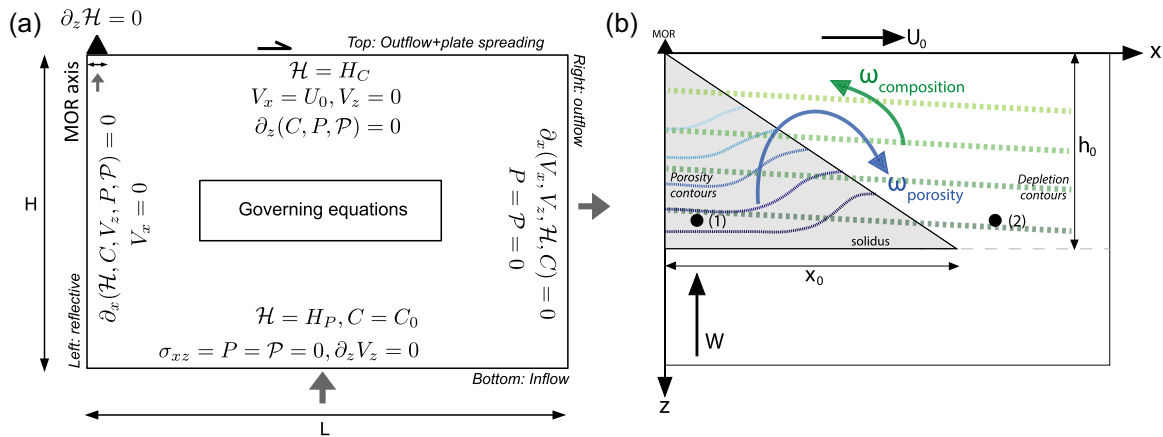 (a)
∂zℋ = 0
Top: Outflow+plate spreading
MOR axis
ℋ = H_C
V_x = U_0, V_z = 0
∂_z(C, P, 𝒫) = 0
Right: outflow
∂_x(ℋ, C, V_z, P, 𝒫) = 0
V_x = 0
∂_x(V_x, V_z, ℋ, C) = 0
P = 𝒫 = 0
H
Governing equations
Left: reflective
ℋ = H_P, C = C_0
σ_xz = P = 𝒫 = 0, ∂_zV_z = 0
Bottom: Inflow
L
(b)
MOR
U_0
x
ω_composition
h_0
Porosity
contours
ω_porosity
Depletion
contours
(1)
(2)
solidus
x_0
W
z